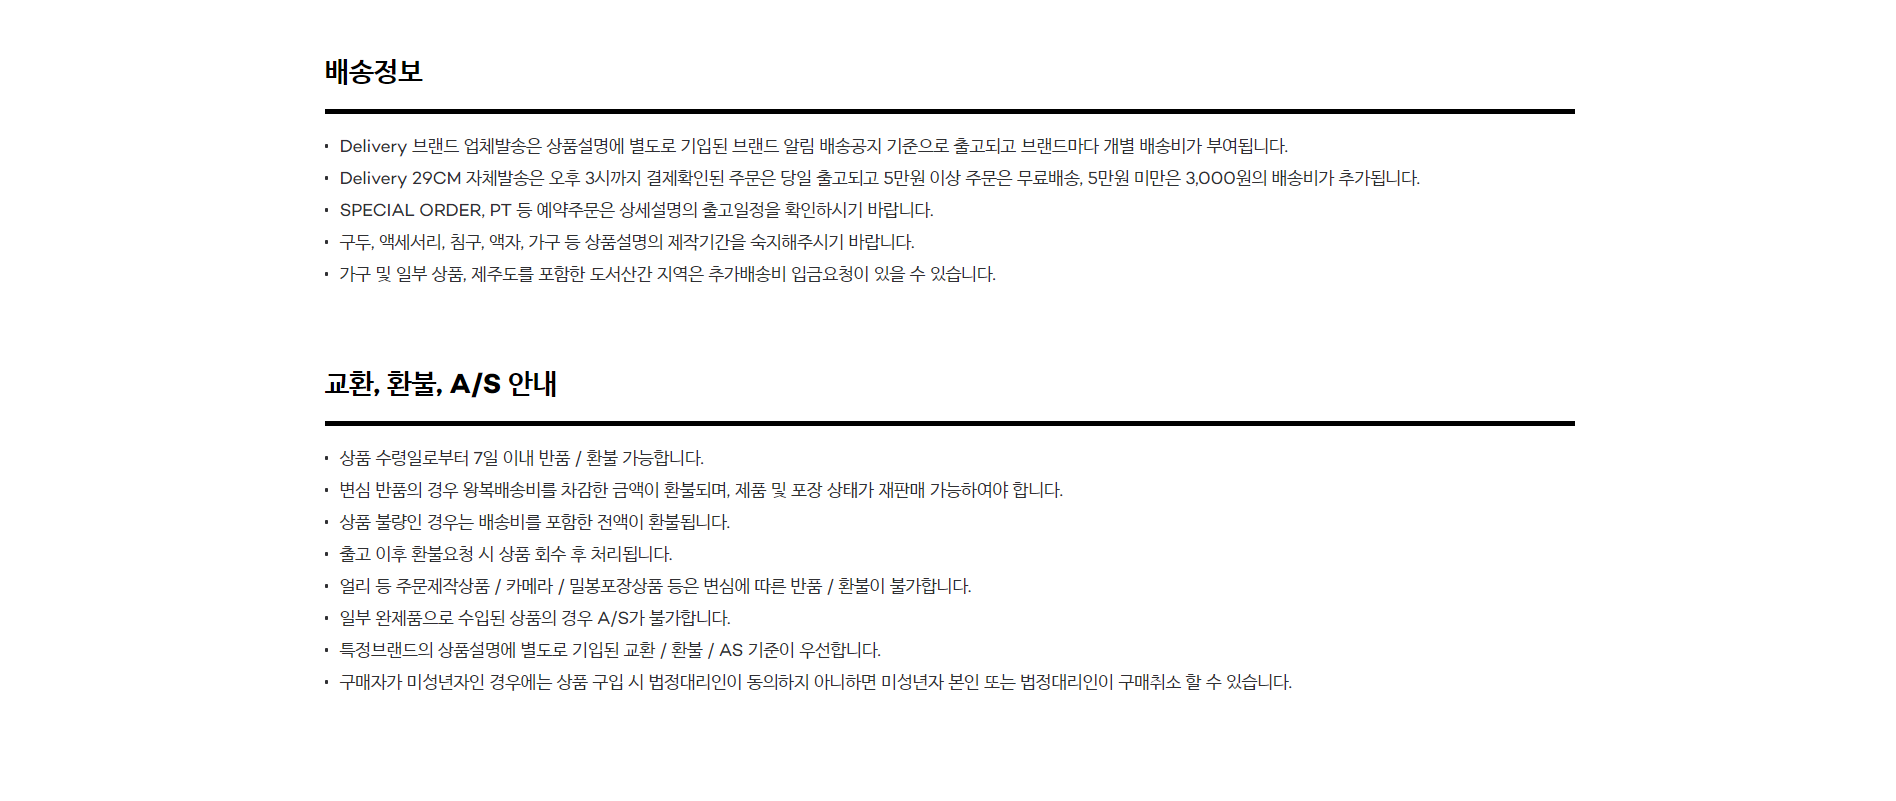 배송정보
• Delivery 브랜드 업체발송은 상품설명에 별도로 기입된 브랜드 알림 배송공지 기준으로 출고되고 브랜드마다 개별 배송비가 부여됩니다.
• Delivery 29CM 자체발송은 오후 3시까지 결제확인된 주문은 당일 출고되고 5만원 이상 주문은 무료배송, 5만원 미만은 3,000원의 배송비가 추가됩니다.
• SPECIAL ORDER, PT 등 예약주문은 상세설명의 출고일정을 확인하시기 바랍니다.
• 구두, 액세서리, 침구, 액자, 가구 등 상품설명의 제작기간을 숙지해주시기 바랍니다.
• 가구 및 일부 상품, 제주도를 포함한 도서산간 지역은 추가배송비 입금요청이 있을 수 있습니다.
교환, 환불, A/S 안내
• 상품 수령일로부터 7일 이내 반품 / 환불 가능합니다.
• 변심 반품의 경우 왕복배송비를 차감한 금액이 환불되며, 제품 및 포장 상태가 재판매 가능하여야 합니다.
• 상품 불량인 경우는 배송비를 포함한 전액이 환불됩니다.
• 출고 이후 환불요청 시 상품 회수 후 처리됩니다.
• 얼리 등 주문제작상품 / 카메라 / 밀봉포장상품 등은 변심에 따른 반품 / 환불이 불가합니다.
• 일부 완제품으로 수입된 상품의 경우 A/S가 불가합니다.
• 특정브랜드의 상품설명에 별도로 기입된 교환 / 환불 / AS 기준이 우선합니다.
• 구매자가 미성년자인 경우에는 상품 구입 시 법정대리인이 동의하지 아니하면 미성년자 본인 또는 법정대리인이 구매취소 할 수 있습니다.